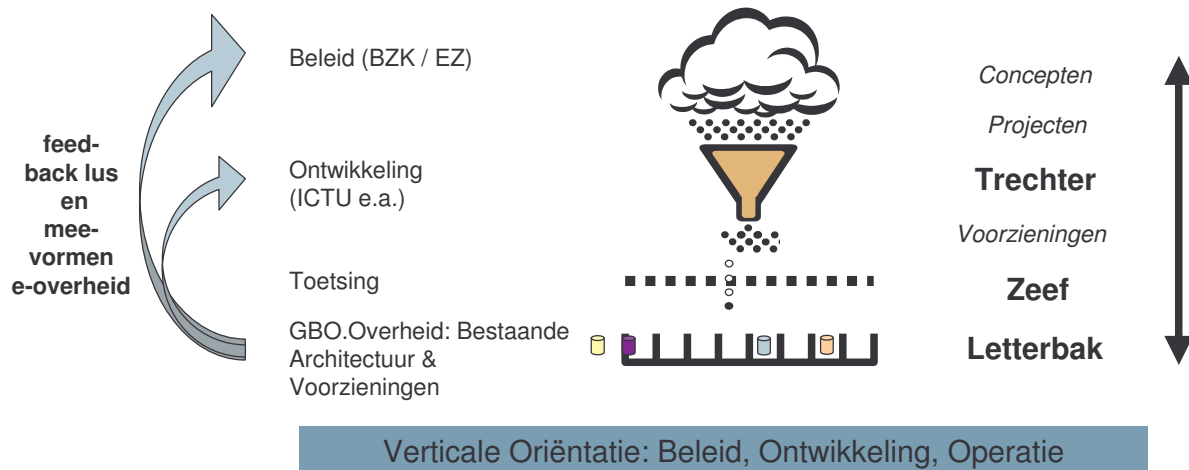 feed-
back lus
en
mee-
vormen
e-overheid
Beleid (BZK / EZ)
Ontwikkeling
(ICTU e.a.)
Toetsing
GBO.Overheid: Bestaande
Architectuur &
Voorzieningen
Concepten
Projecten
Trechter
Voorzieningen
Zeef
Letterbak
Verticale Oriëntatie: Beleid, Ontwikkeling, Operatie